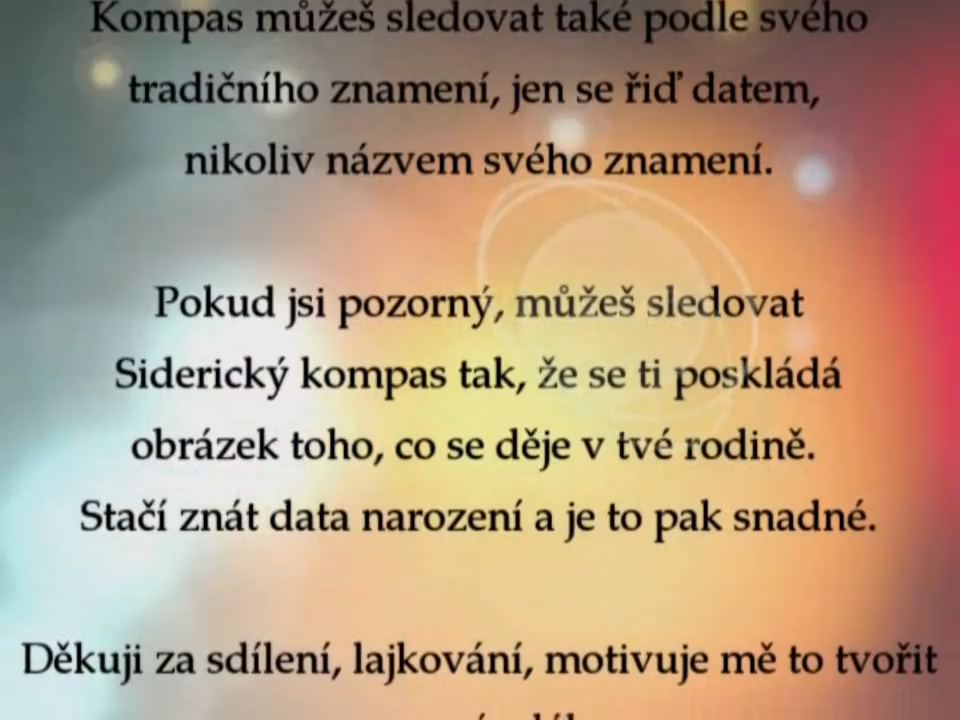 Kompas můžeš sledovat také podle svého
tradičního znamení, jen se řiď datem,
nikoliv názvem svého znamení.
Pokud jsi pozorný, můžeš sledovat
Siderický kompas tak, že se ti poskládá
obrázek toho, co se děje v tvé rodině.
Stačí znát data narození a je to pak snadné.
Děkuji za sdílení, lajkování, motivuje mě to tvořit